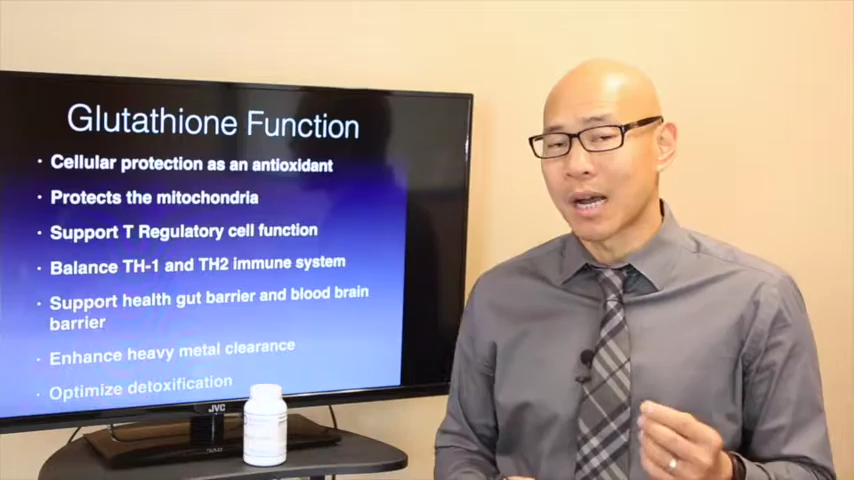 Glutathione Function
• Cellular protection as an antioxidant
• Protects the mitochondria
• Support T Regulatory cell function
• Balance TH-1 and TH2 immune system
• Support health gut barrier and blood brain
barrier
• Enhance heavy metal clearance
• Optimize detoxification
JVC